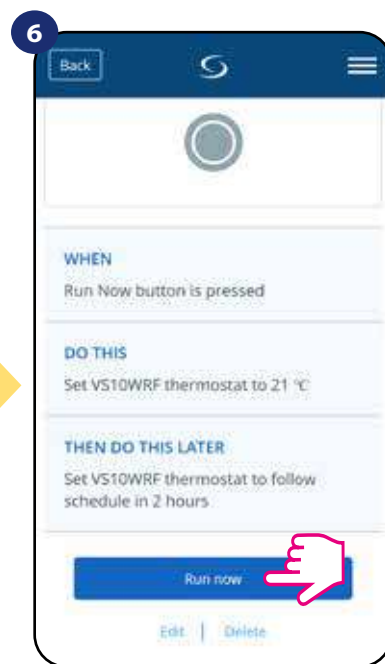 6
Back
WHEN
Run Now button is pressed
DO THIS
Set VS10WRF thermostat to 21 °C
THEN DO THIS LATER
Set VS10WRF thermostat to follow
schedule in 2 hours
Run now
Edit | Delete